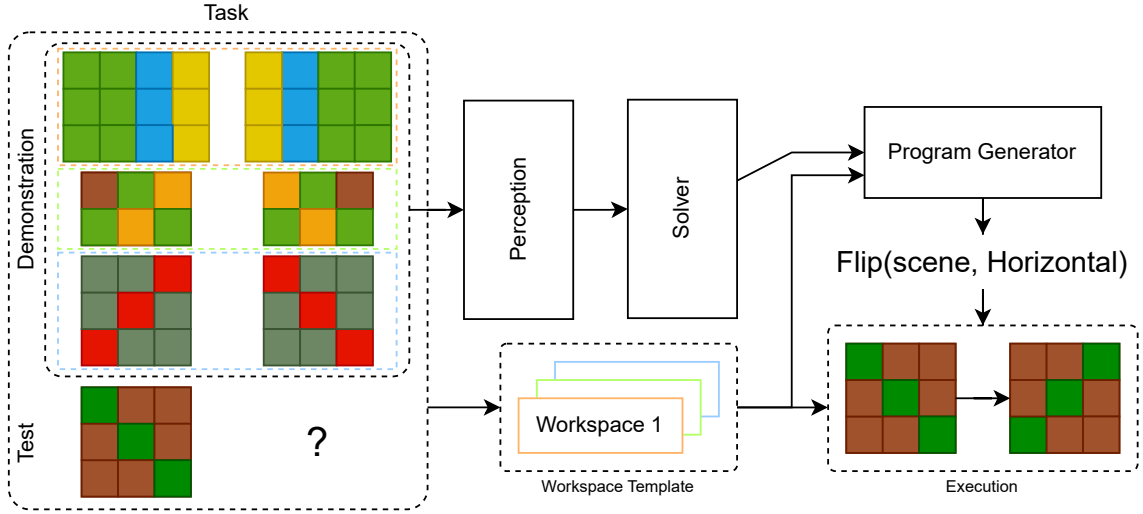 Task
Demonstration
Test
?
Perception
Solver
Program Generator
Flip(scene, Horizontal)
Workspace 1
Workspace Template
Execution